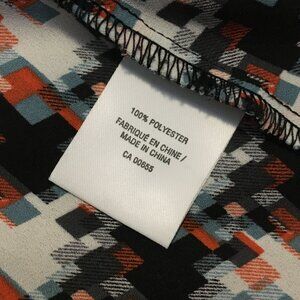 100% POLYESTER
FABRIQUÉ EN CHINE /
MADE IN CHINA
CA 00655